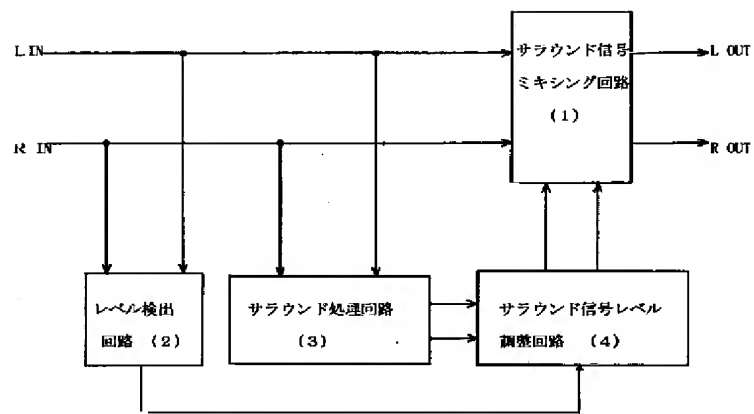 L IN
サラウンド信号
ミキシング回路
(1)
L OUT
R IN
R OUT
レベル検出
回路 (2)
サラウンド処理回路
(3)
サラウンド信号レベル
調整回路 (4)